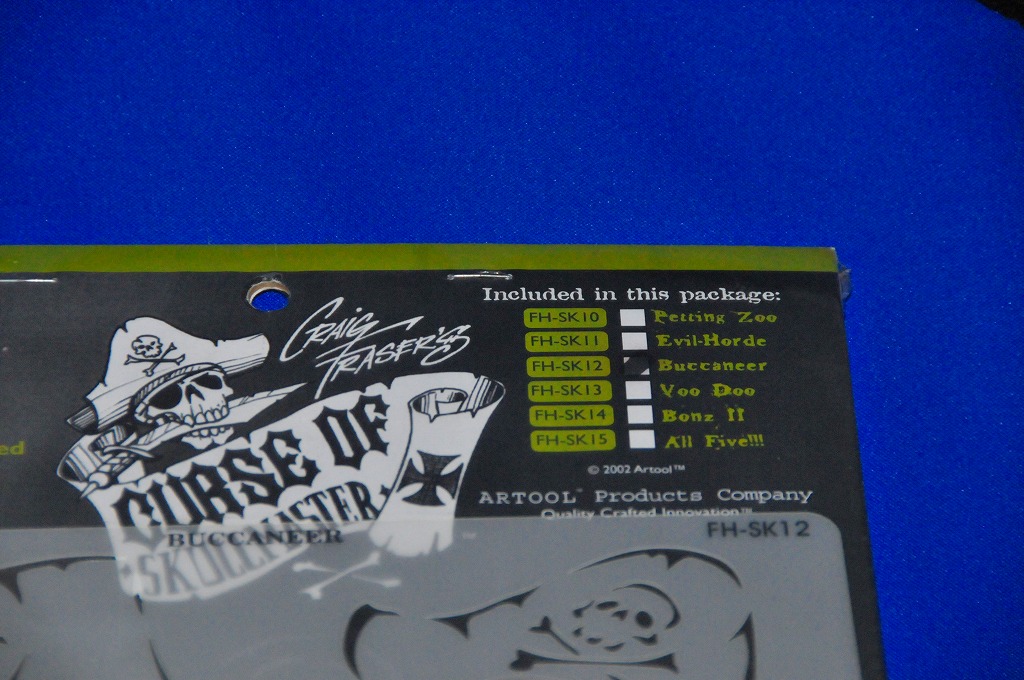 CRAIG
FRASER'S
CURSE OF
SKULLMASTER
BUCCANEER
ed
Included in this package:
FH-SK10 Petting Zoo
FH-SK11 Evil-Horde
FH-SK12 Buccaneer
FH-SK13 Voo Doo
FH-SK14 Bonz II
FH-SK15 All Five!!!
© 2002 Artool™
ARTOOL™ Products Company
Quality Crafted Innovation™
FH-SK12